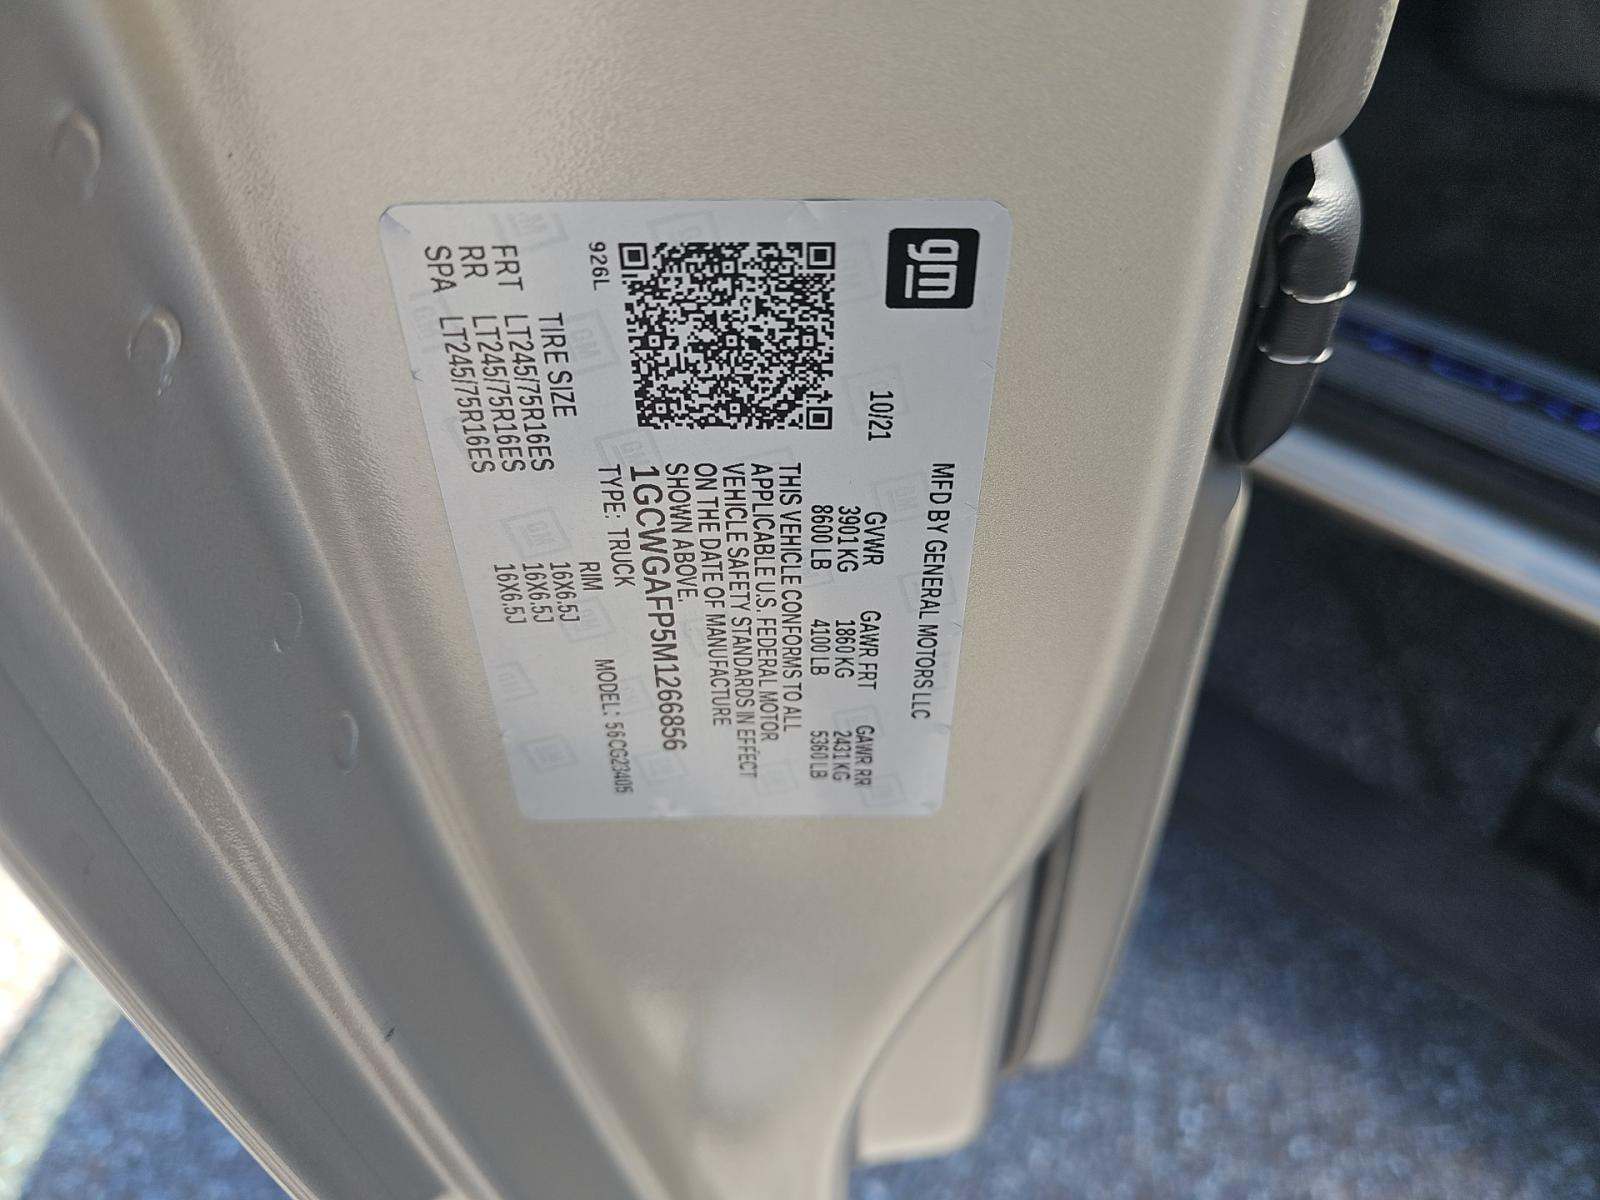 gm
MFD BY GENERAL MOTORS LLC
10/21
GVWR GAWR FRT GAWR RR
3901 KG 1860 KG 2431 KG
8600 LB 4100 LB 5360 LB
THIS VEHICLE CONFORMS TO ALL
APPLICABLE U.S. FEDERAL MOTOR
VEHICLE SAFETY STANDARDS IN EFFECT
ON THE DATE OF MANUFACTURE
SHOWN ABOVE.
1GCWGAFP5M1266856
TYPE: TRUCK MODEL: 56CG23405
926L
TIRE SIZE RIM
FRT LT245/75R16ES 16X6.5J
RR LT245/75R16ES 16X6.5J
SPA LT245/75R16ES 16X6.5J